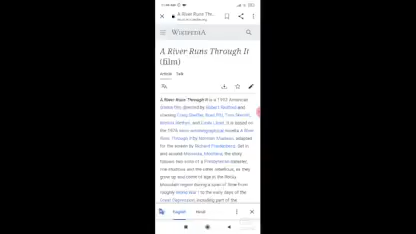 A River Runs Th...
WIKIPEDIA
A River Runs Through It
(film)
Article Talk
A River Runs Through It is a 1992 American
drama film directed by Robert Redford and
starring Craig Sheffer, Brad Pitt, Tom Skerritt,
Brenda Blethyn, and Emily Lloyd. It is based on
the 1976 semi-autobiographical novella A River
Runs Through It by Norman Maclean, adapted
for the screen by Richard Friedenberg. Set in
and around Missoula, Montana, the story
follows two sons of a Presbyterian minister,
one studious and the other rebellious, as they
grow up and come of age in the Rocky
Mountain region during a span of time from
roughly World War I to the early days of the
Great Depression, including part of the
English Hindi